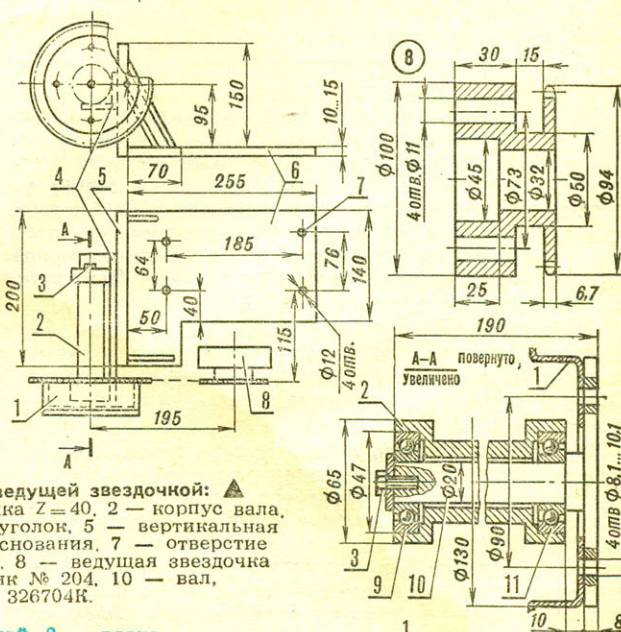 8
30
15
150
95
10...15
Ф100
4 отв. Ф11
Ф45
Ф73
Ф32
Ф50
Ф94
70
255
4
5
6
7
А
25
6,7
3
200
64
185
76
140
50
40
115
2
Ф12
4 отв.
190
А–А повернуто,
Увеличено
1
1
195
8
2
А
Ф65
Ф47
Ф20
Ф130
Ф90
4 отв Ф8,1...10,1
3
9
10
11
10
8
1
ведущей звездочкой:
ка Z=40, 2 — корпус вала,
уголок, 5 — вертикальная
снования, 7 — отверстие
, 8 — ведущая звездочка
ик № 204, 10 — вал,
326704К.